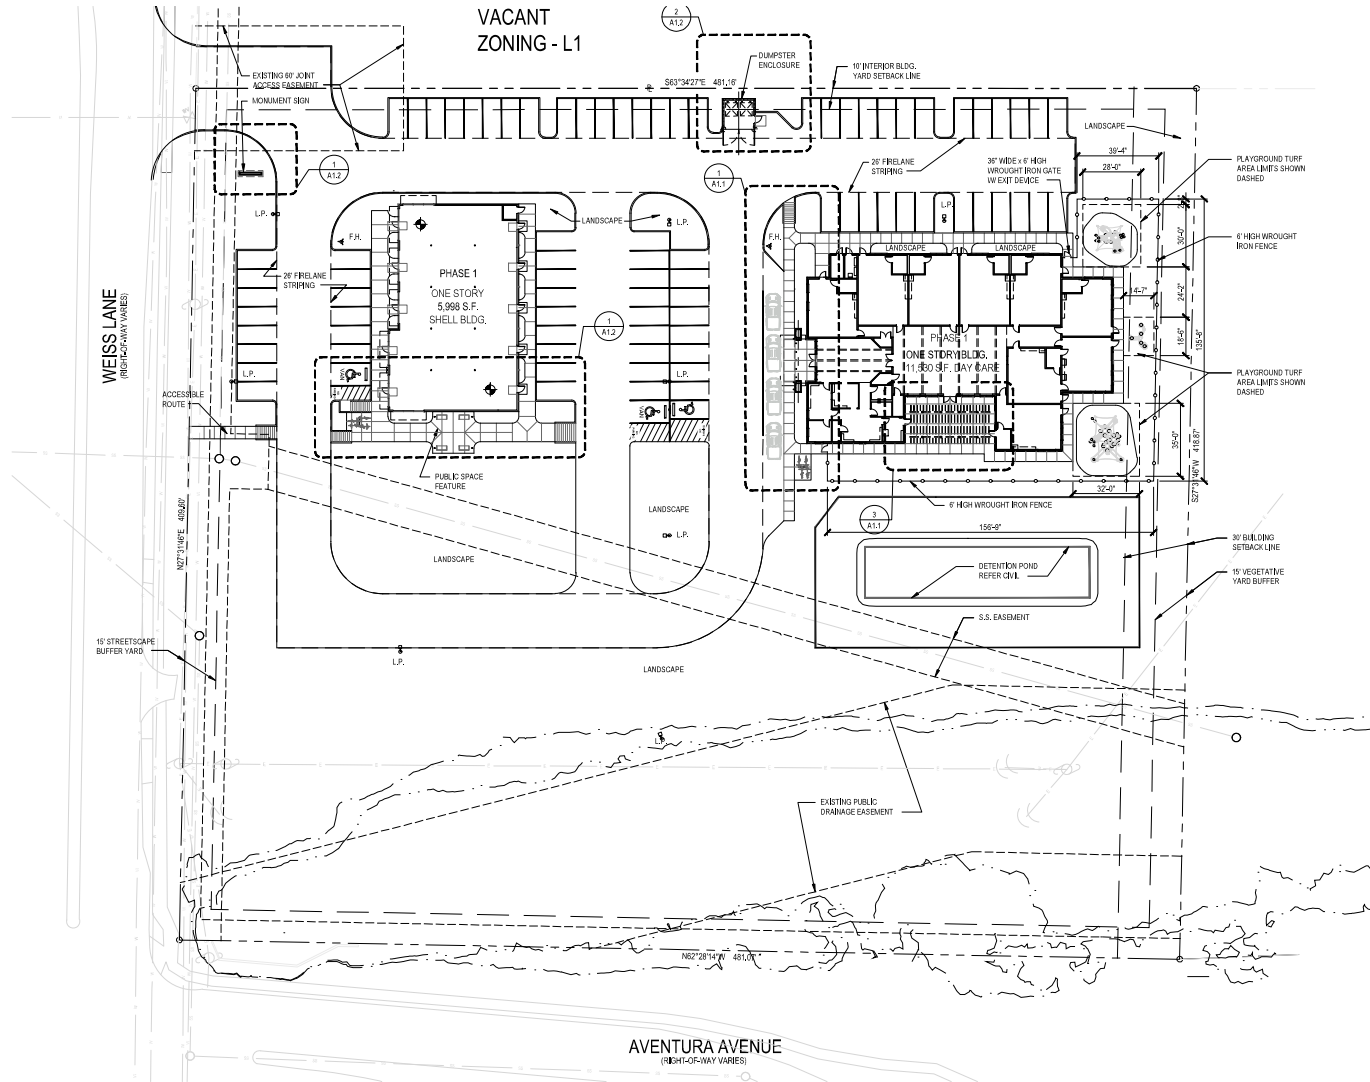 VACANT
ZONING - L1
2
A1.2
DUMPSTER
ENCLOSURE
10' INTERIOR BLDG.
YARD SETBACK LINE
S63°34'27"E 481.16'
EXISTING 60' JOINT
ACCESS EASEMENT
MONUMENT SIGN
1
A1.2
LANDSCAPE
39'-4"
28'-0"
PLAYGROUND TURF
AREA LIMITS SHOWN
DASHED
26' FIRELANE
STRIPING
36" WIDE x 6' HIGH
WROUGHT IRON GATE
W/ EXIT DEVICE
1
A1.1
L.P.
LANDSCAPE
L.P.
L.P.
F.H.
F.H.
LANDSCAPE
LANDSCAPE
30'-0"
6' HIGH WROUGHT
IRON FENCE
26' FIRELANE
STRIPING
PHASE 1
ONE STORY
5,998 S.F.
SHELL BLDG.
14'-7"
24'-2"
18'-6"
135'-8"
WEISS LANE
(RIGHT-OF-WAY VARIES)
1
A1.2
PHASE 1
ONE STORY BLDG.
11,530 S.F. DAY CARE
L.P.
VAN
L.P.
PLAYGROUND TURF
AREA LIMITS SHOWN
DASHED
ACCESSIBLE
ROUTE
VAN
VAN
35'-0"
S27°31'46"W 418.87'
PUBLIC SPACE
FEATURE
32'-0"
N27°31'46"E 409.60'
LANDSCAPE
6' HIGH WROUGHT IRON FENCE
3
A1.1
156'-9"
L.P.
30' BUILDING
SETBACK LINE
LANDSCAPE
DETENTION POND
REFER CIVIL
15' VEGETATIVE
YARD BUFFER
S.S. EASEMENT
15' STREETSCAPE
BUFFER YARD
L.P.
LANDSCAPE
L.P.
EXISTING PUBLIC
DRAINAGE EASEMENT
N62°28'14"W 481.07'
AVENTURA AVENUE
(RIGHT-OF-WAY VARIES)